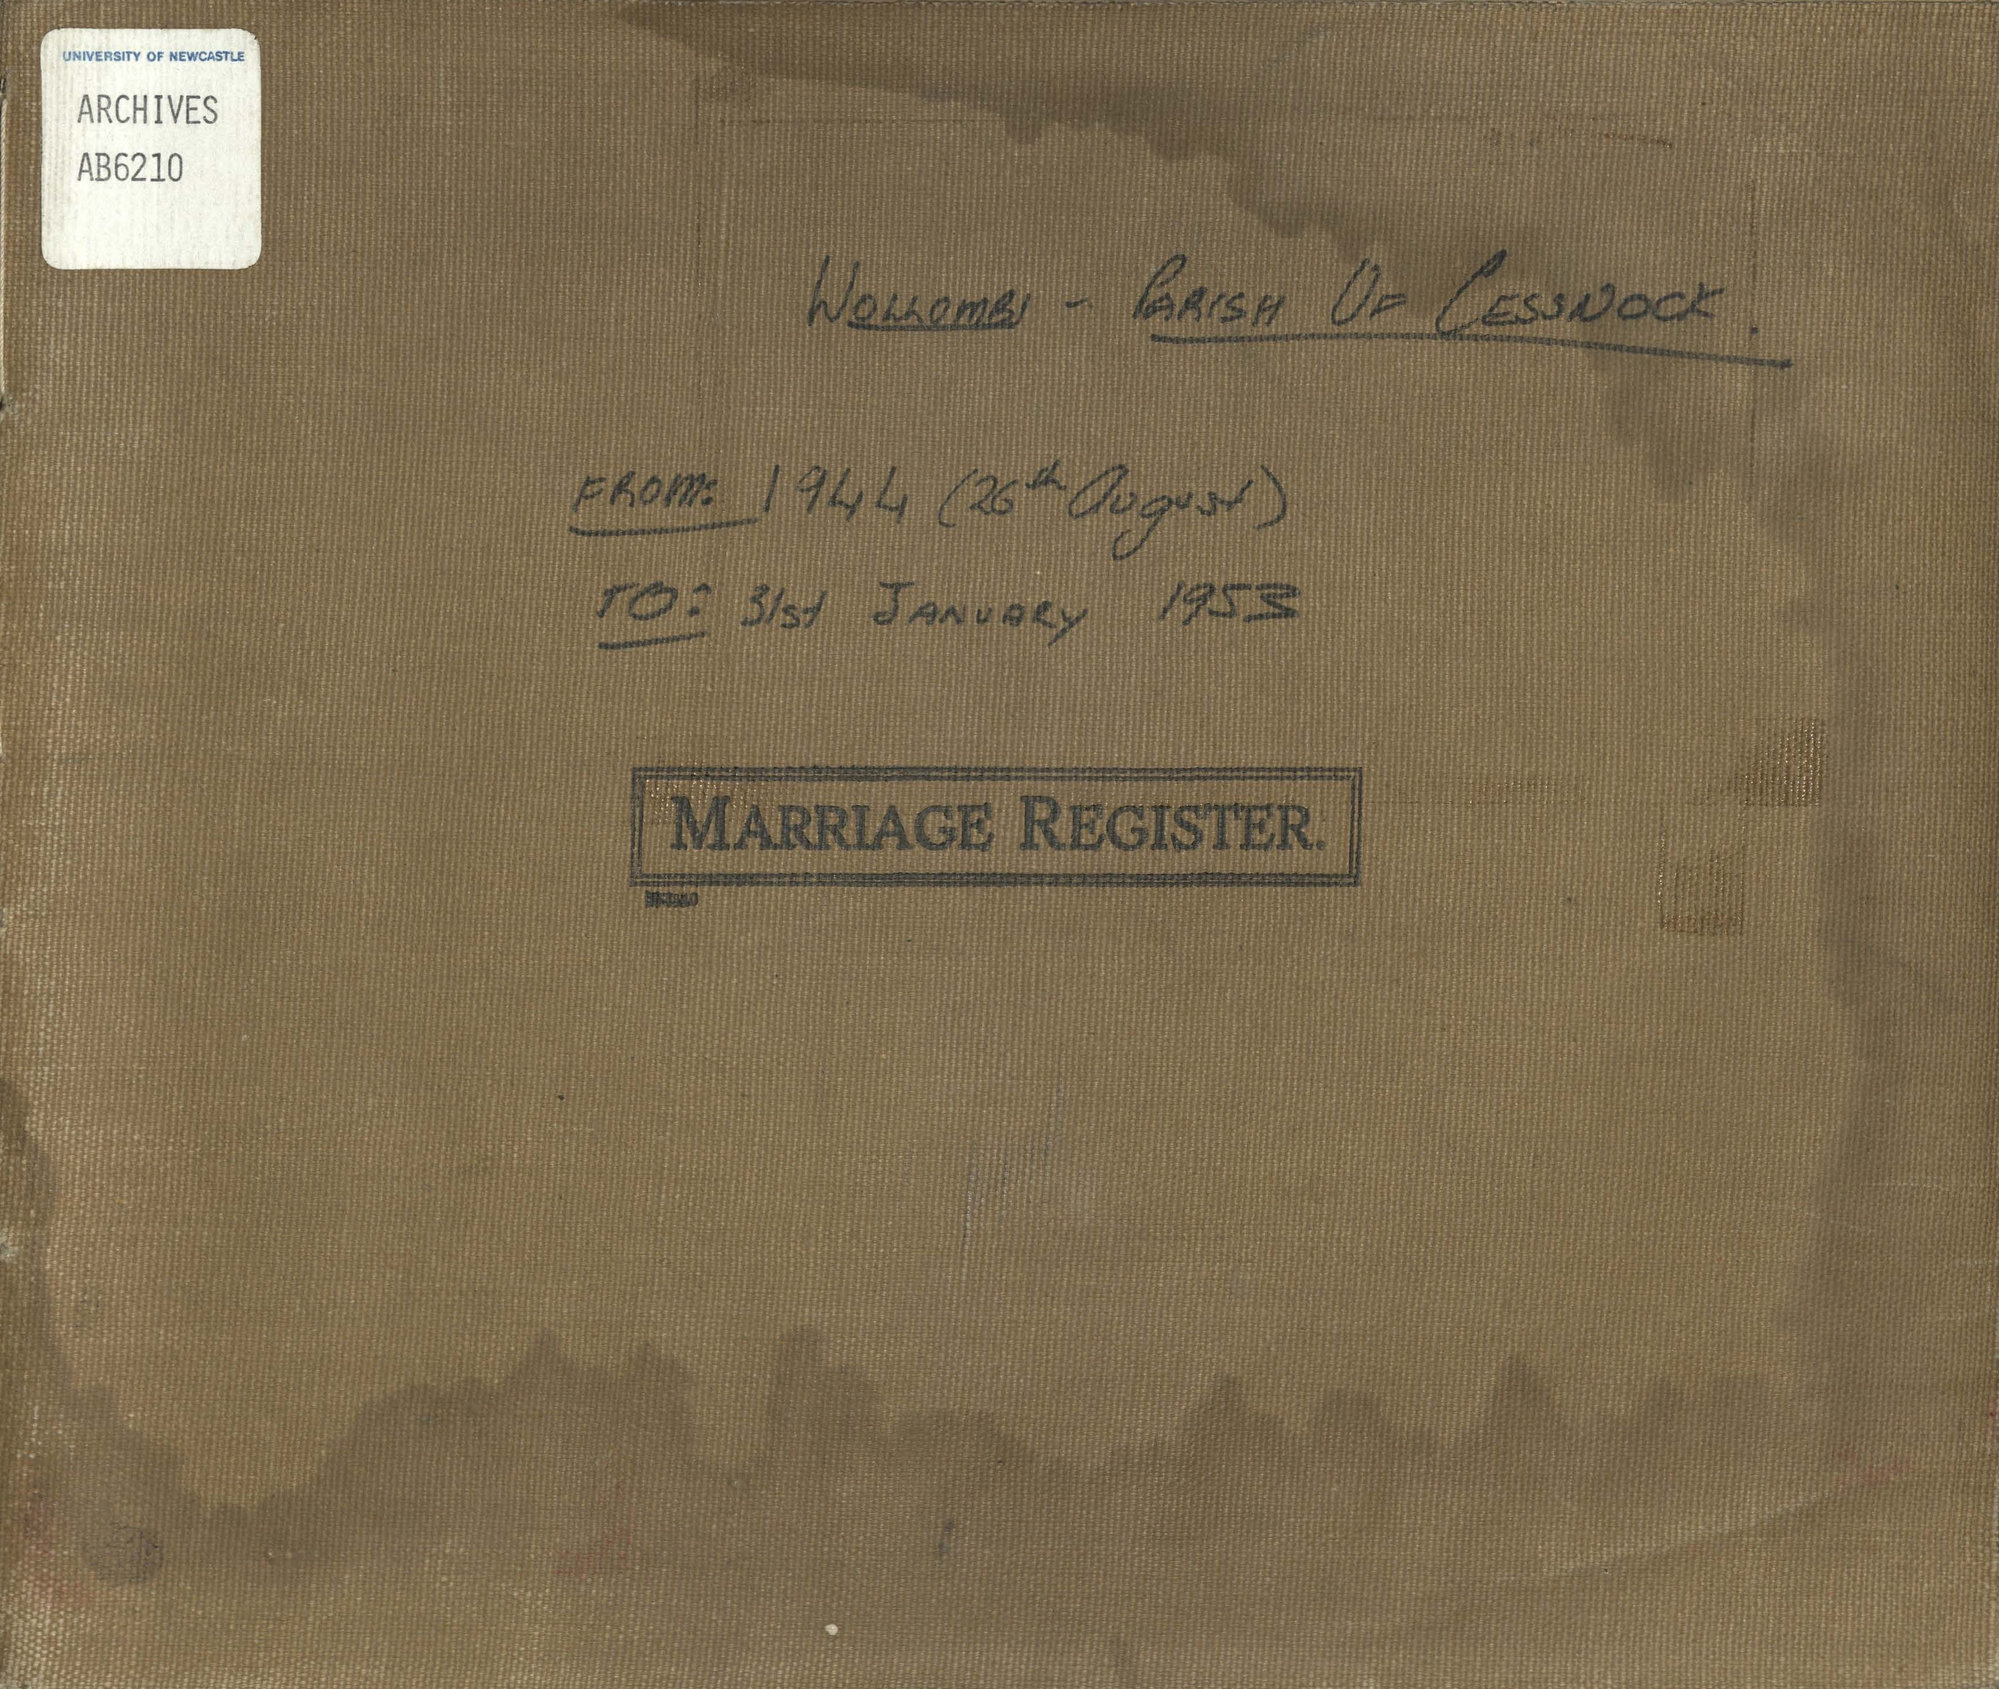 UNIVERSITY OF NEWCASTLE
ARCHIVES
AB6210
WOLLOMBI - PARISH OF CESSNOCK.
FROM: 1944 (26th August)
TO: 31st JANUARY 1953
MARRIAGE REGISTER.